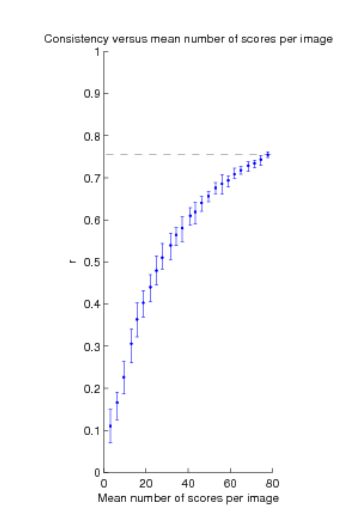 Consistency versus mean number of scores per image
1
0.9
0.8
0.7
0.6
0.5
0.4
0.3
0.2
0.1
0
r
0 20 40 60 80
Mean number of scores per image